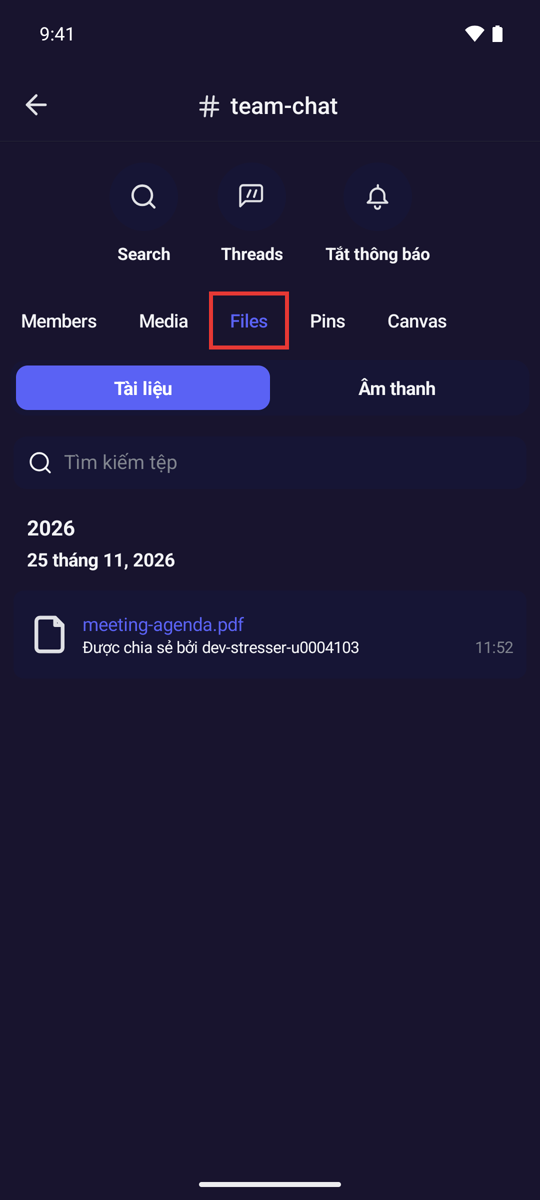 9:41
# team-chat
Search Threads Tắt thông báo
Members Media Files Pins Canvas
Tài liệu Âm thanh
Tìm kiếm tệp
2026
25 tháng 11, 2026
meeting-agenda.pdf
Được chia sẻ bởi dev-stresser-u0004103 11:52